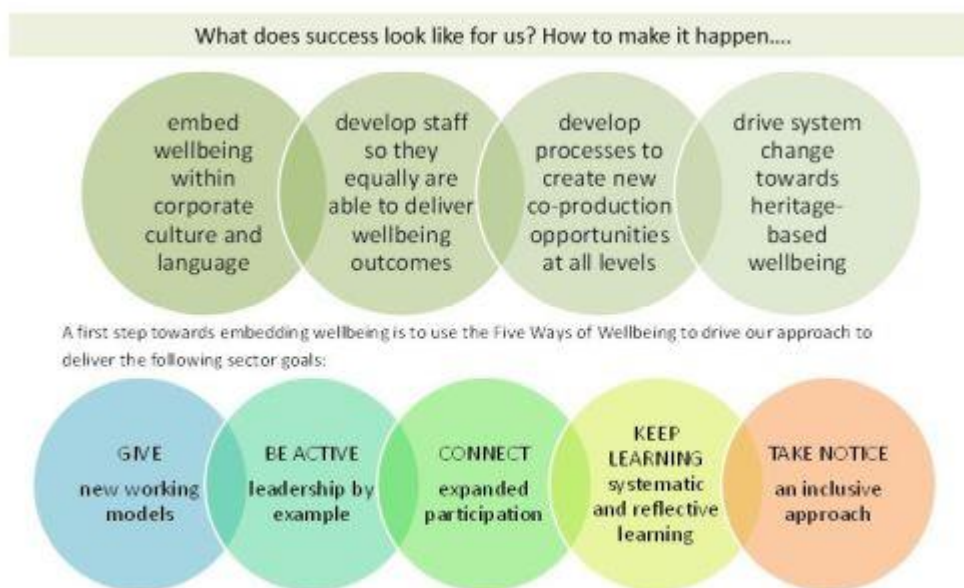 What does success look like for us? How to make it happen....
embed
wellbeing
within
corporate
culture and
language
develop staff
so they
equally are
able to deliver
wellbeing
outcomes
develop
processes to
create new
co-production
opportunities
at all levels
drive system
change
towards
heritage-
based
wellbeing
A first step towards embedding wellbeing is to use the Five Ways of Wellbeing to drive our approach to
deliver the following sector goals:
GIVE
new working
models
BE ACTIVE
leadership by
example
CONNECT
expanded
participation
KEEP
LEARNING
systematic
and reflective
learning
TAKE NOTICE
an inclusive
approach